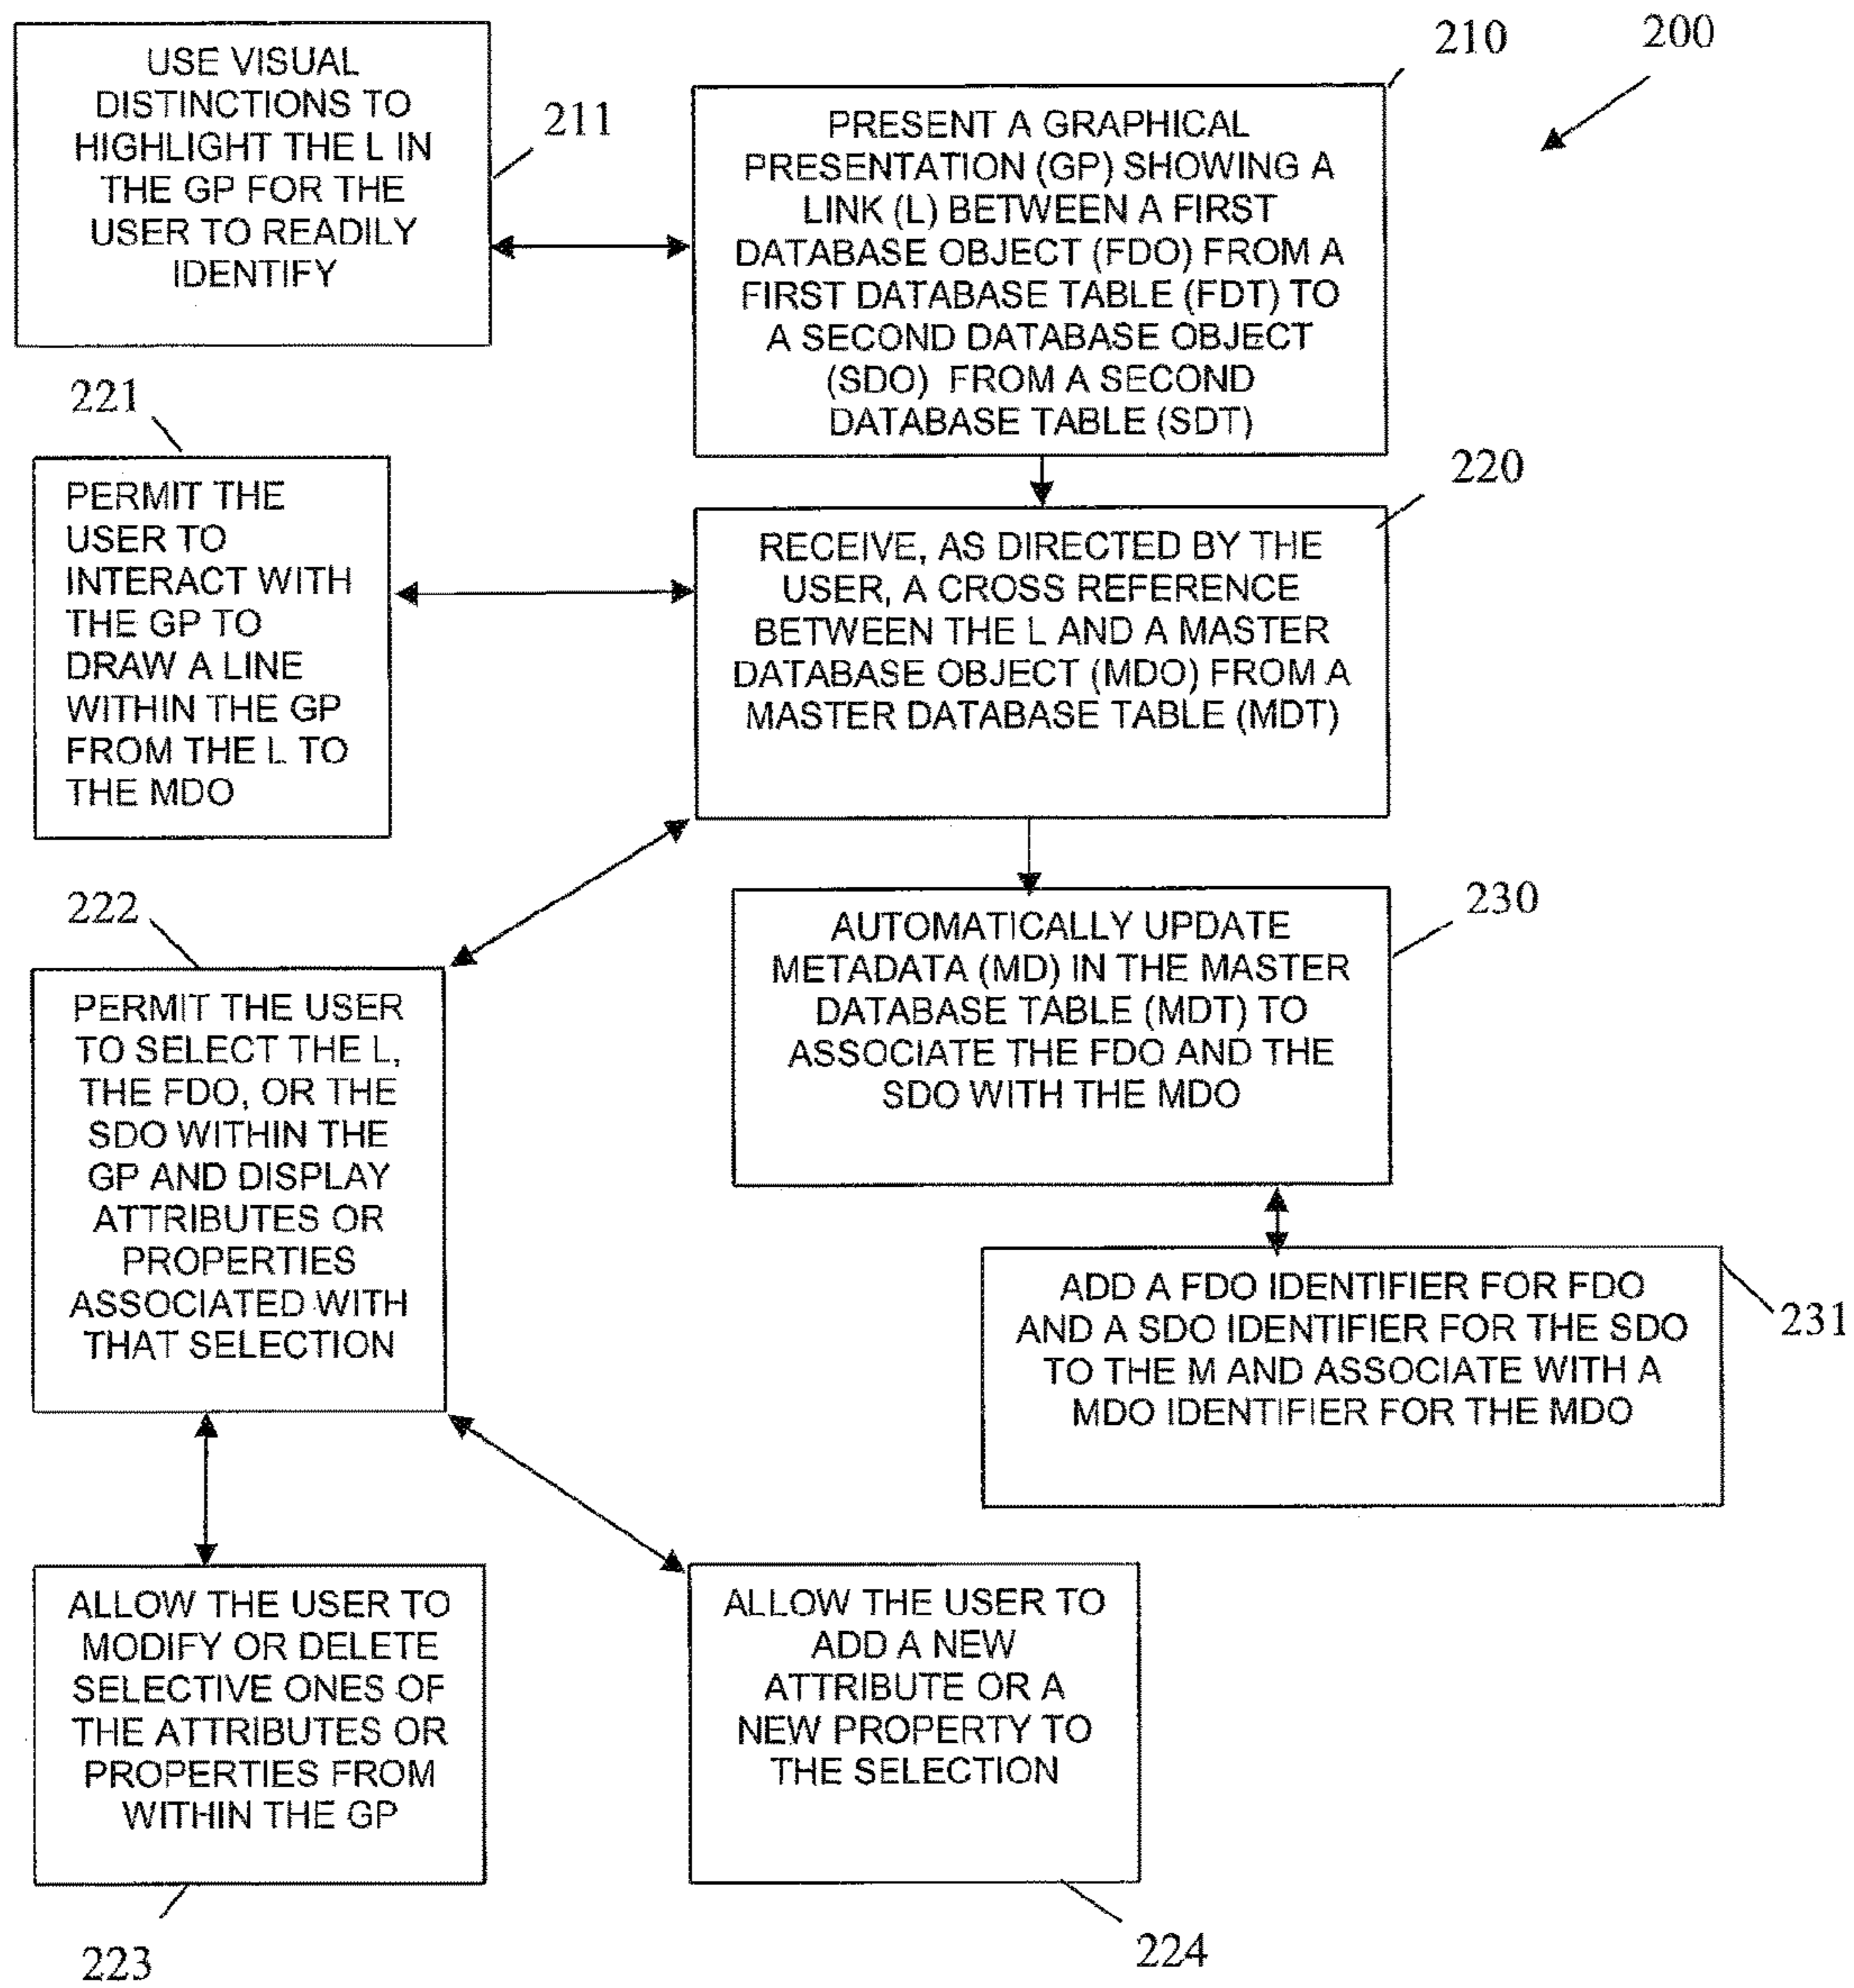 200
210
USE VISUAL
DISTINCTIONS TO
HIGHLIGHT THE L IN
THE GP FOR THE
USER TO READILY
IDENTIFY
211
PRESENT A GRAPHICAL
PRESENTATION (GP) SHOWING A
LINK (L) BETWEEN A FIRST
DATABASE OBJECT (FDO) FROM A
FIRST DATABASE TABLE (FDT) TO
A SECOND DATABASE OBJECT
(SDO) FROM A SECOND
DATABASE TABLE (SDT)
221
PERMIT THE
USER TO
INTERACT WITH
THE GP TO
DRAW A LINE
WITHIN THE GP
FROM THE L TO
THE MDO
220
RECEIVE, AS DIRECTED BY THE
USER, A CROSS REFERENCE
BETWEEN THE L AND A MASTER
DATABASE OBJECT (MDO) FROM A
MASTER DATABASE TABLE (MDT)
222
PERMIT THE USER
TO SELECT THE L,
THE FDO, OR THE
SDO WITHIN THE
GP AND DISPLAY
ATTRIBUTES OR
PROPERTIES
ASSOCIATED WITH
THAT SELECTION
230
AUTOMATICALLY UPDATE
METADATA (MD) IN THE MASTER
DATABASE TABLE (MDT) TO
ASSOCIATE THE FDO AND THE
SDO WITH THE MDO
ADD A FDO IDENTIFIER FOR FDO
AND A SDO IDENTIFIER FOR THE SDO
TO THE M AND ASSOCIATE WITH A
MDO IDENTIFIER FOR THE MDO
231
ALLOW THE USER TO
MODIFY OR DELETE
SELECTIVE ONES OF
THE ATTRIBUTES OR
PROPERTIES FROM
WITHIN THE GP
223
ALLOW THE USER TO
ADD A NEW
ATTRIBUTE OR A
NEW PROPERTY TO
THE SELECTION
224